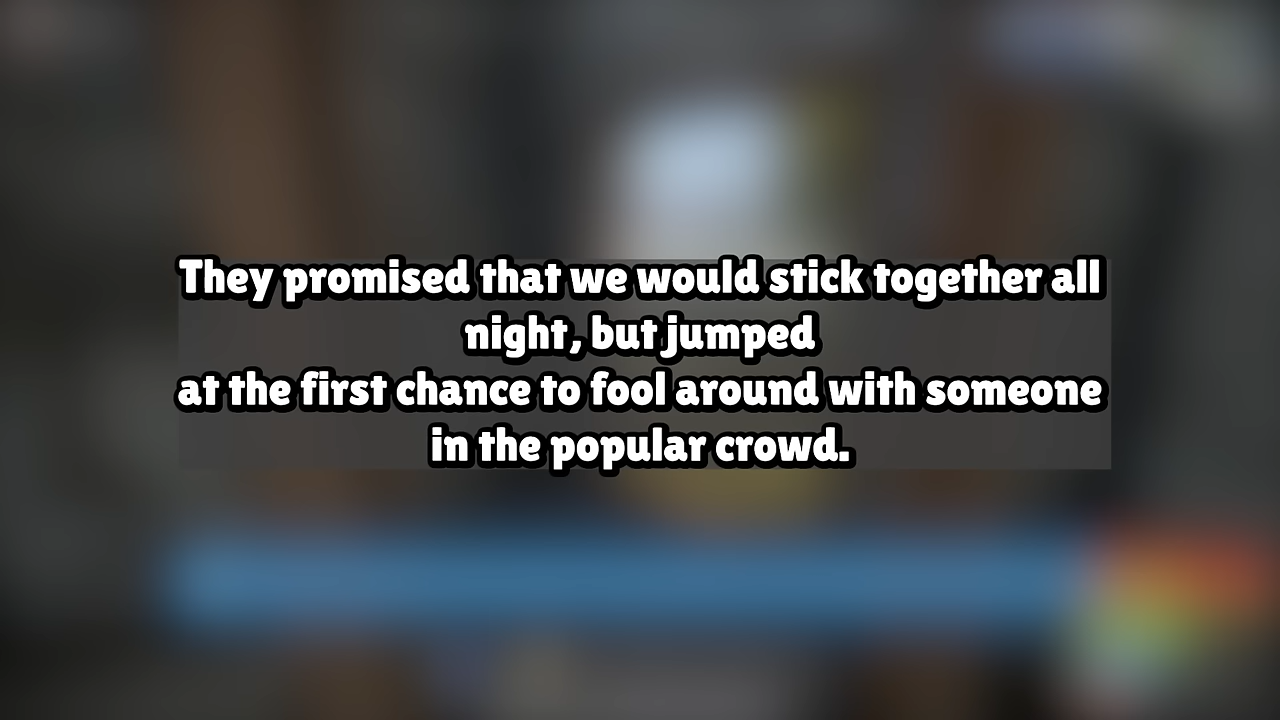 They promised that we would stick together all
night, but jumped
at the first chance to fool around with someone
in the popular crowd.